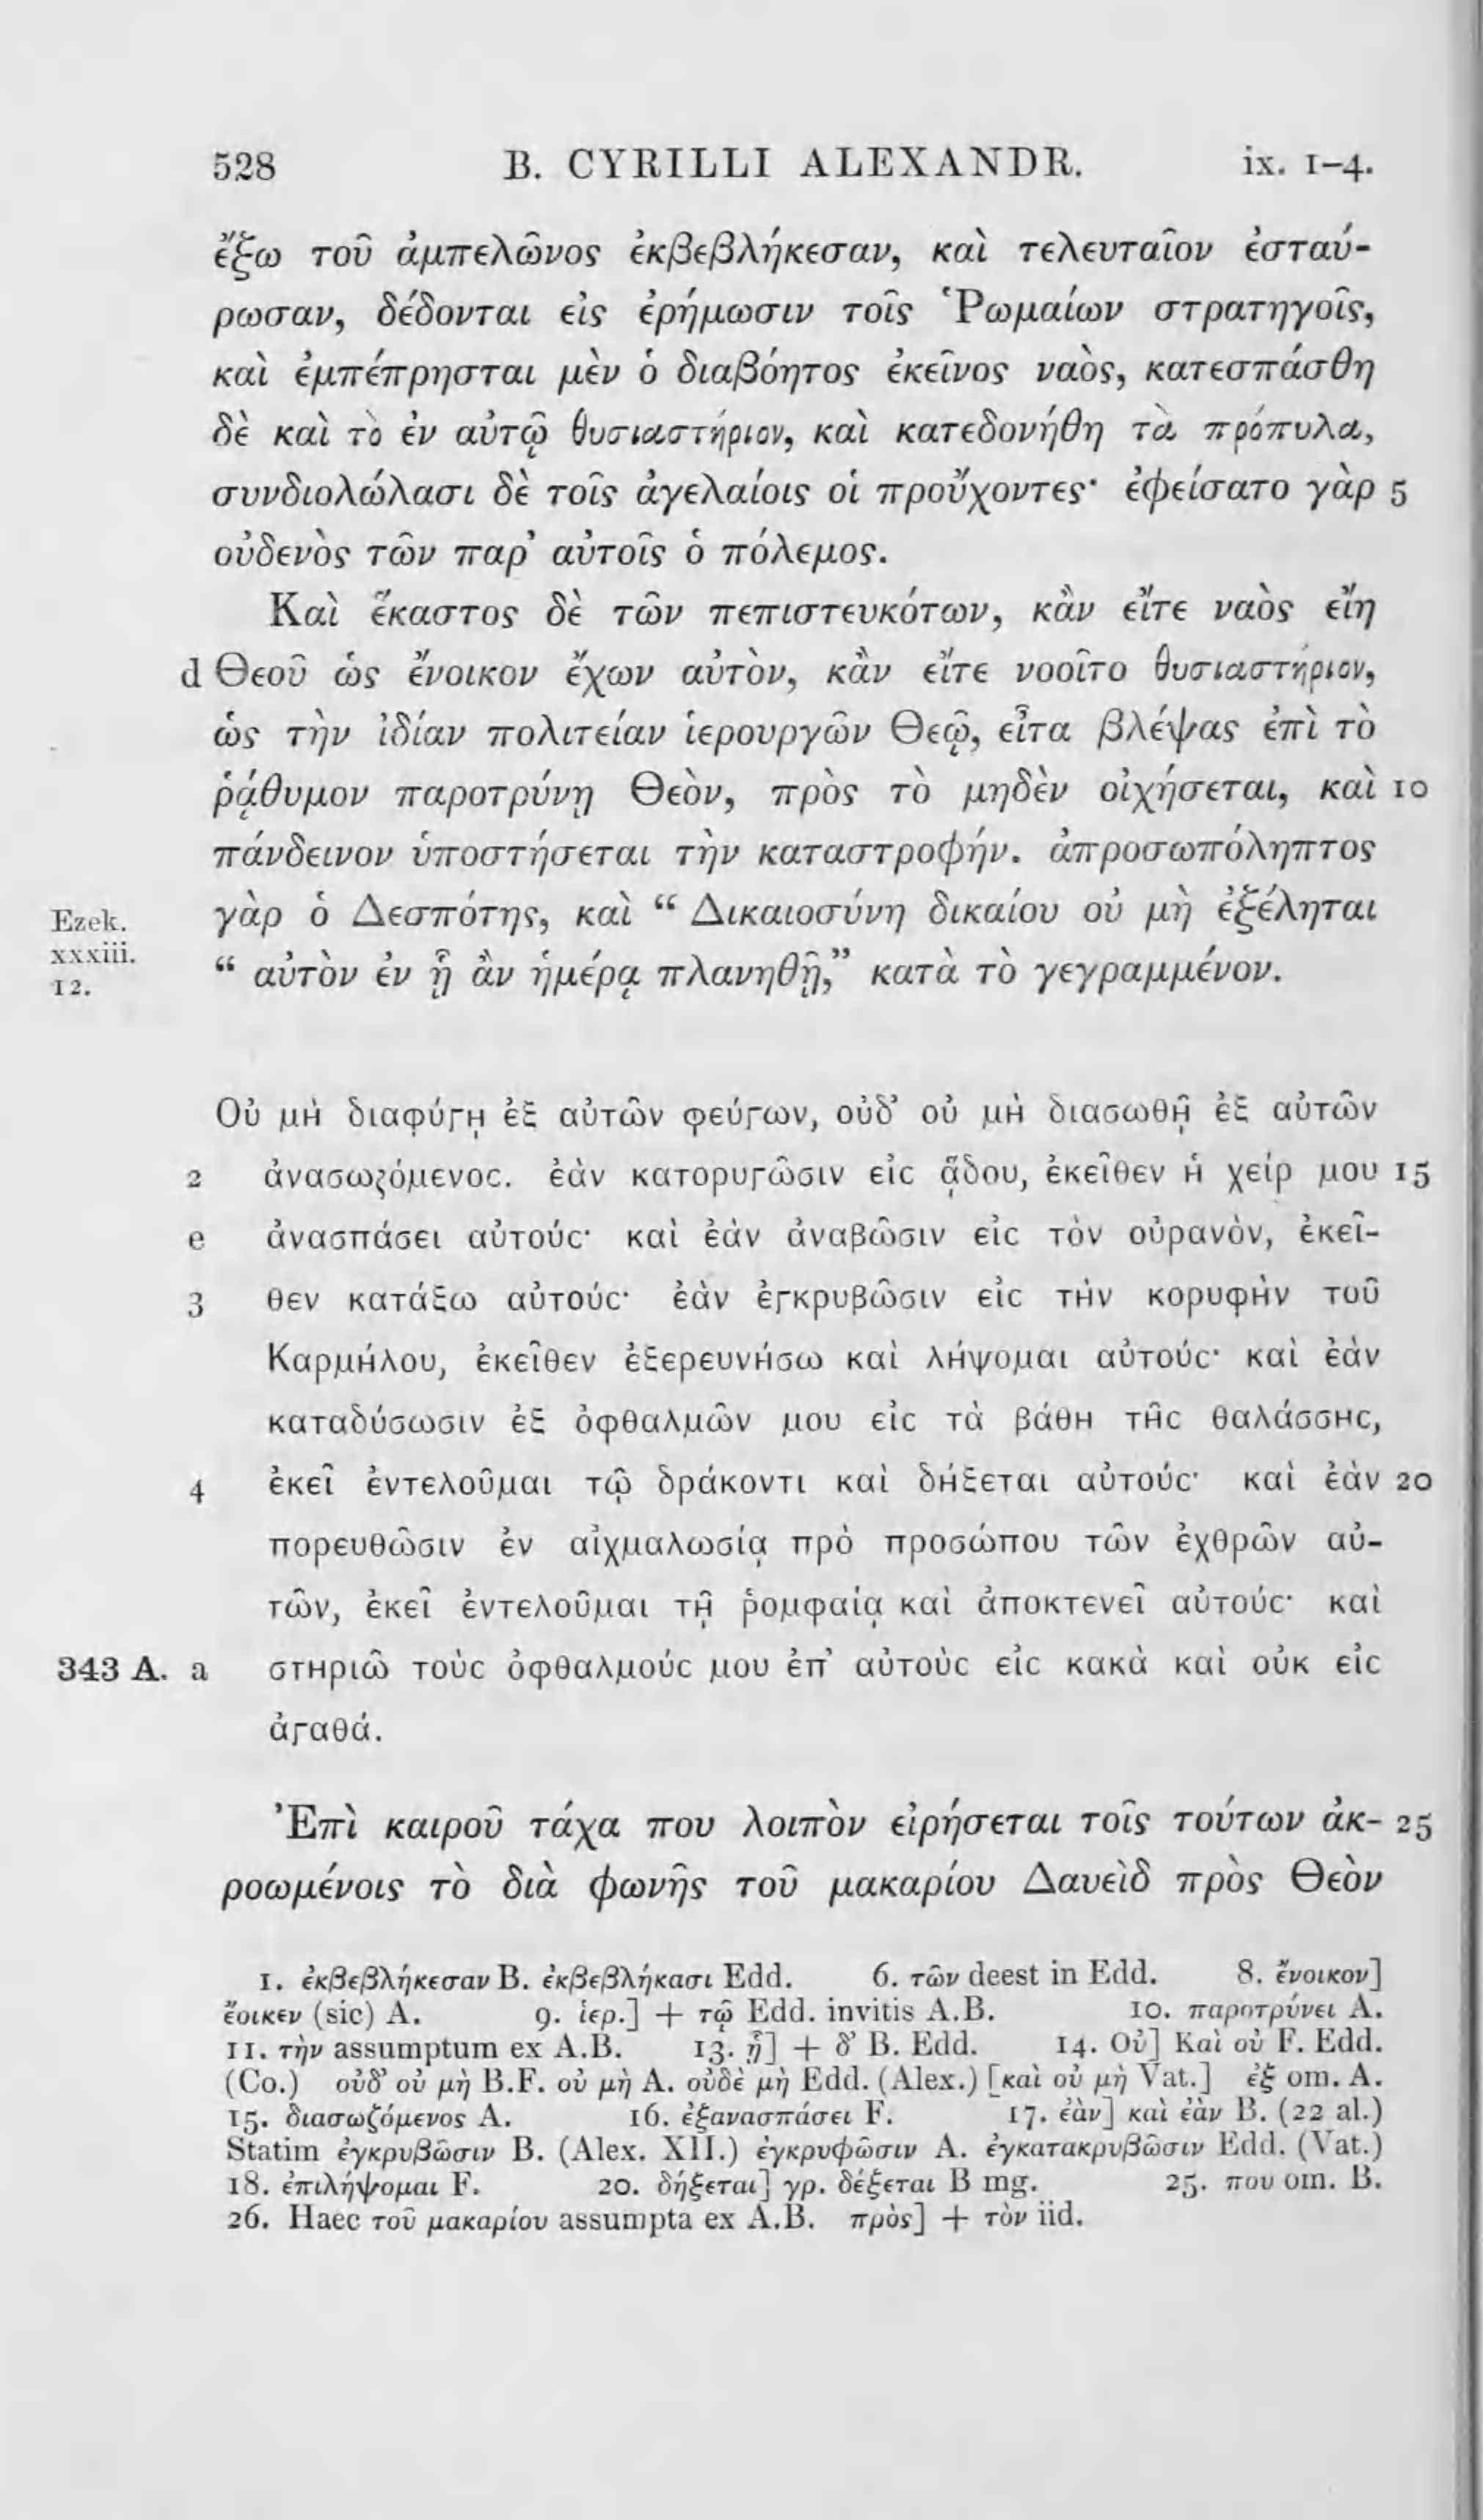 528 B. CYRILLI ALEXANDR. ix. 1–4.
ἔξω τοῦ ἀμπελῶνος ἐκβεβλήκεσαν, καὶ τελευταῖον ἐσταύ-
ρωσαν, δέδονται εἰς ἐρήμωσιν τοῖς Ῥωμαίων στρατηγοῖς,
καὶ ἐμπέπρησται μὲν ὁ διαβόητος ἐκεῖνος ναὸς, κατεσπάσθη
δὲ καὶ τὸ ἐν αὐτῷ θυσιαστήριον, καὶ κατεδονήθη τὰ πρόπυλα,
συνδιολώλασι δὲ τοῖς ἀγελαίοις οἱ προὔχοντες· ἐφείσατο γὰρ 5
οὐδενὸς τῶν παρ’ αὐτοῖς ὁ πόλεμος.
Καὶ ἕκαστος δὲ τῶν πεπιστευκότων, κἂν εἴτε ναὸς εἴη
d Θεοῦ ὡς ἔνοικον ἔχων αὐτὸν, κἂν εἴτε νοοῖτο θυσιαστήριον,
ὡς τὴν ἰδίαν πολιτείαν ἱερουργῶν Θεῷ, εἶτα βλέψας ἐπὶ τὸ
ῥᾴθυμον παροτρύνῃ Θεὸν, πρὸς τὸ μηδὲν οἰχήσεται, καὶ 10
πάνδεινον ὑποστήσεται τὴν καταστροφήν. ἀπροσωπόληπτος
Ezek. γὰρ ὁ Δεσπότης, καὶ “ Δικαιοσύνη δικαίου οὐ μὴ ἐξέληται
xxxiii. 12. “ αὐτὸν ἐν ᾗ ἂν ἡμέρᾳ πλανηθῇ,” κατὰ τὸ γεγραμμένον.
Οὐ μὴ διαφύγῃ ἐξ αὐτῶν φεύγων, οὐδ’ οὐ μὴ διασωθῇ ἐξ αὐτῶν
2 ἀνασωζόμενος. ἐὰν κατορυγῶσιν εἰς ᾅδου, ἐκεῖθεν ἡ χείρ μου 15
e ἀνασπάσει αὐτούς· καὶ ἐὰν ἀναβῶσιν εἰς τὸν οὐρανὸν, ἐκεῖ-
3 θεν κατάξω αὐτούς· ἐὰν ἐγκρυβῶσιν εἰς τὴν κορυφὴν τοῦ
Καρμήλου, ἐκεῖθεν ἐξερευνήσω καὶ λήψομαι αὐτούς· καὶ ἐὰν
καταδύσωσιν ἐξ ὀφθαλμῶν μου εἰς τὰ βάθη τῆς θαλάσσης,
4 ἐκεῖ ἐντελοῦμαι τῷ δράκοντι καὶ δήξεται αὐτούς· καὶ ἐὰν 20
πορευθῶσιν ἐν αἰχμαλωσίᾳ πρὸ προσώπου τῶν ἐχθρῶν αὐ-
τῶν, ἐκεῖ ἐντελοῦμαι τῇ ῥομφαίᾳ καὶ ἀποκτενεῖ αὐτούς· καὶ
343 A. a στηριῶ τοὺς ὀφθαλμούς μου ἐπ’ αὐτοὺς εἰς κακὰ καὶ οὐκ εἰς
ἀγαθά.
Ἐπὶ καιροῦ τάχα που λοιπὸν εἰρήσεται τοῖς τούτων ἀκ- 25
ροωμένοις τὸ διὰ φωνῆς τοῦ μακαρίου Δαυεὶδ πρὸς Θεὸν
1. ἐκβεβλήκεσαν B. ἐκβεβλήκασι Edd. 6. τῶν deest in Edd. 8. ἔνοικον]
ἔοικεν (sic) A. 9. ἱερ.] + τῷ Edd. invitis A.B. 10. παροτρύνει A.
11. τὴν assumptum ex A.B. 13. ᾗ] + δ’ B. Edd. 14. Οὐ] Καὶ οὐ F. Edd.
(Co.) οὐδ’ οὐ μὴ B.F. οὐ μὴ A. οὐδὲ μὴ Edd. (Alex.) [καὶ οὐ μὴ Vat.] ἐξ om. A.
15. διασωζόμενος A. 16. ἐξανασπάσει F. 17. ἐὰν] καὶ ἐὰν B. (22 al.)
Statim ἐγκρυβῶσιν B. (Alex. XII.) ἐγκρυφῶσιν A. ἐγκατακρυβῶσιν Edd. (Vat.)
18. ἐπιλήψομαι F. 20. δήξεται] γρ. δέξεται B mg. 25. που om. B.
26. Haec τοῦ μακαρίου assumpta ex A.B. πρὸς] + τὸν iid.